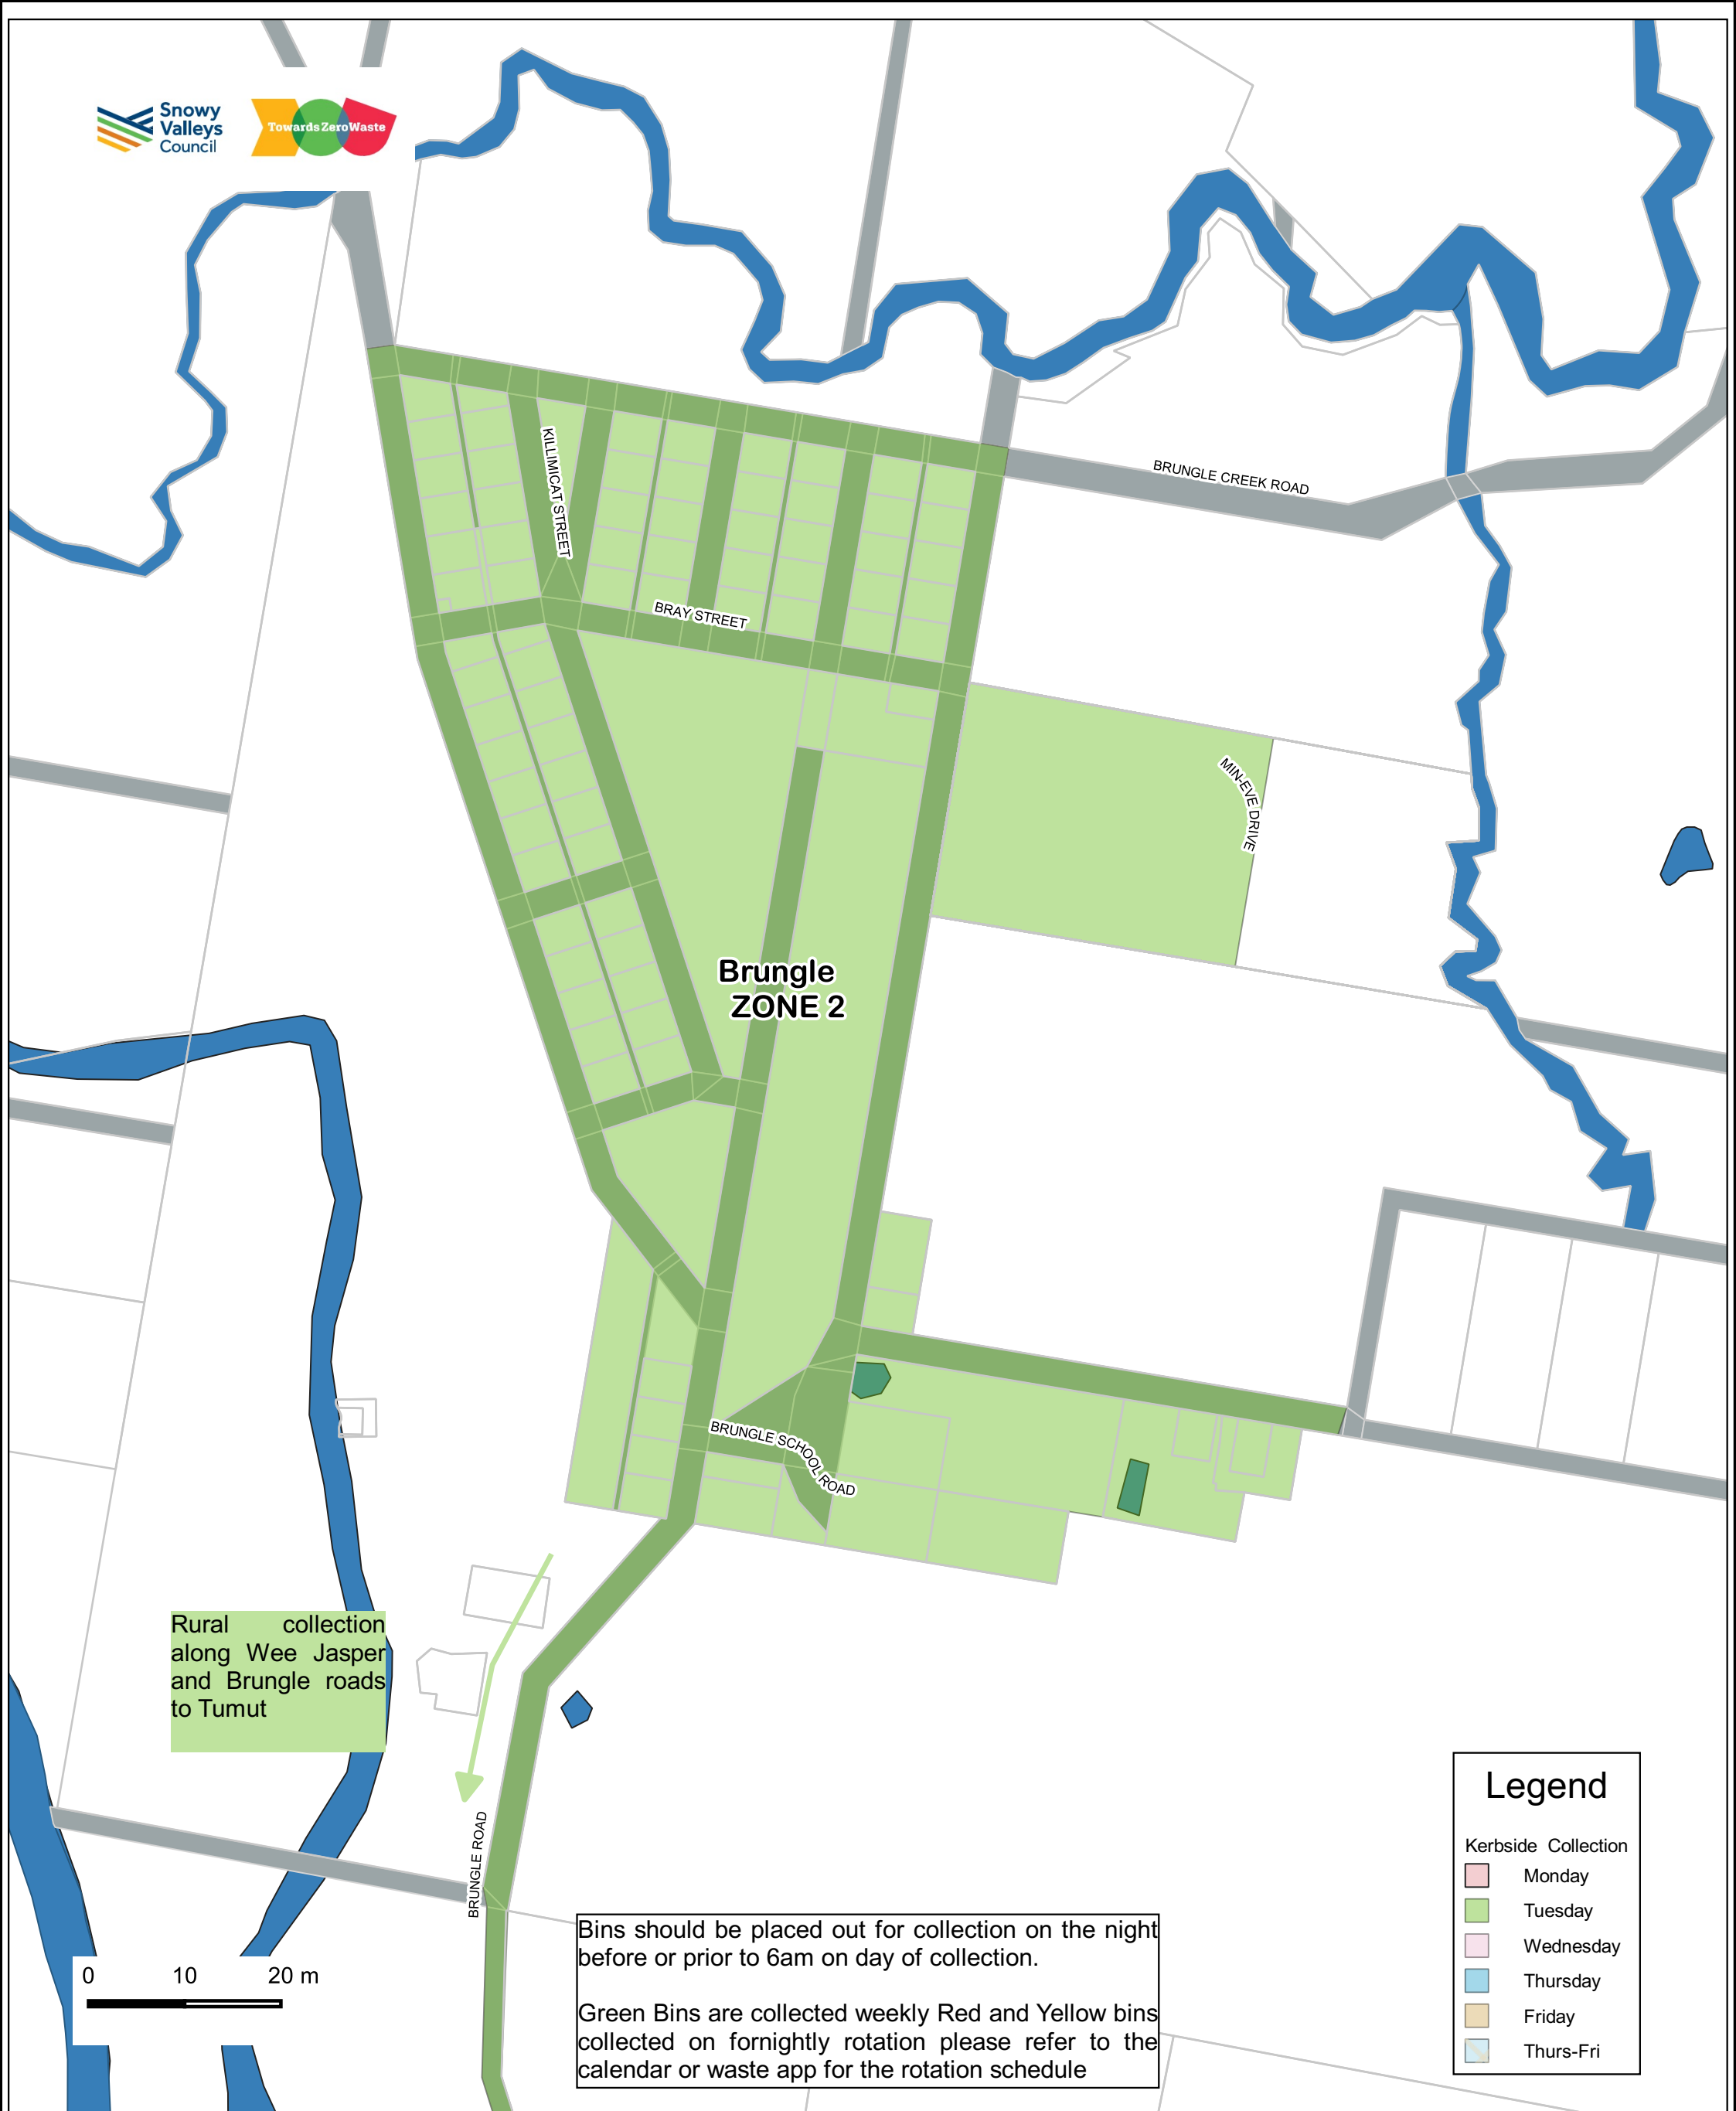 Snowy
Valleys
Council
TowardsZeroWaste
KILLIMICAT STREET
BRUNGLE CREEK ROAD
BRAY STREET
MIN-EVE DRIVE
Brungle
ZONE 2
BRUNGLE SCHOOL ROAD
Rural collection
along Wee Jasper
and Brungle roads
to Tumut
BRUNGLE ROAD
Legend
Kerbside Collection
Monday
Tuesday
Wednesday
Thursday
Friday
Thurs-Fri
Bins should be placed out for collection on the night
before or prior to 6am on day of collection.
Green Bins are collected weekly Red and Yellow bins
collected on fornightly rotation please refer to the
calendar or waste app for the rotation schedule
0 10 20 m